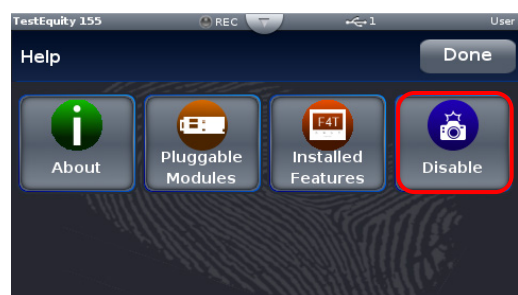 TestEquity 155 REC 1 User
Help Done
F4T
About Pluggable Modules Installed Features Disable